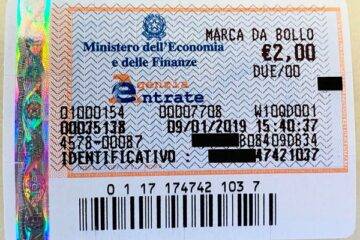 Ministero dell'Economia
e delle Finanze
MARCA DA BOLLO
€2,00
DUE/00
genzia
ntrate
01000154 00007708 W10QD001
00035138 09/01/2019 15:40:37
4578-00087 B08409DB34
IDENTIFICATIVO : 47421037
0 1 17 174742 103 7